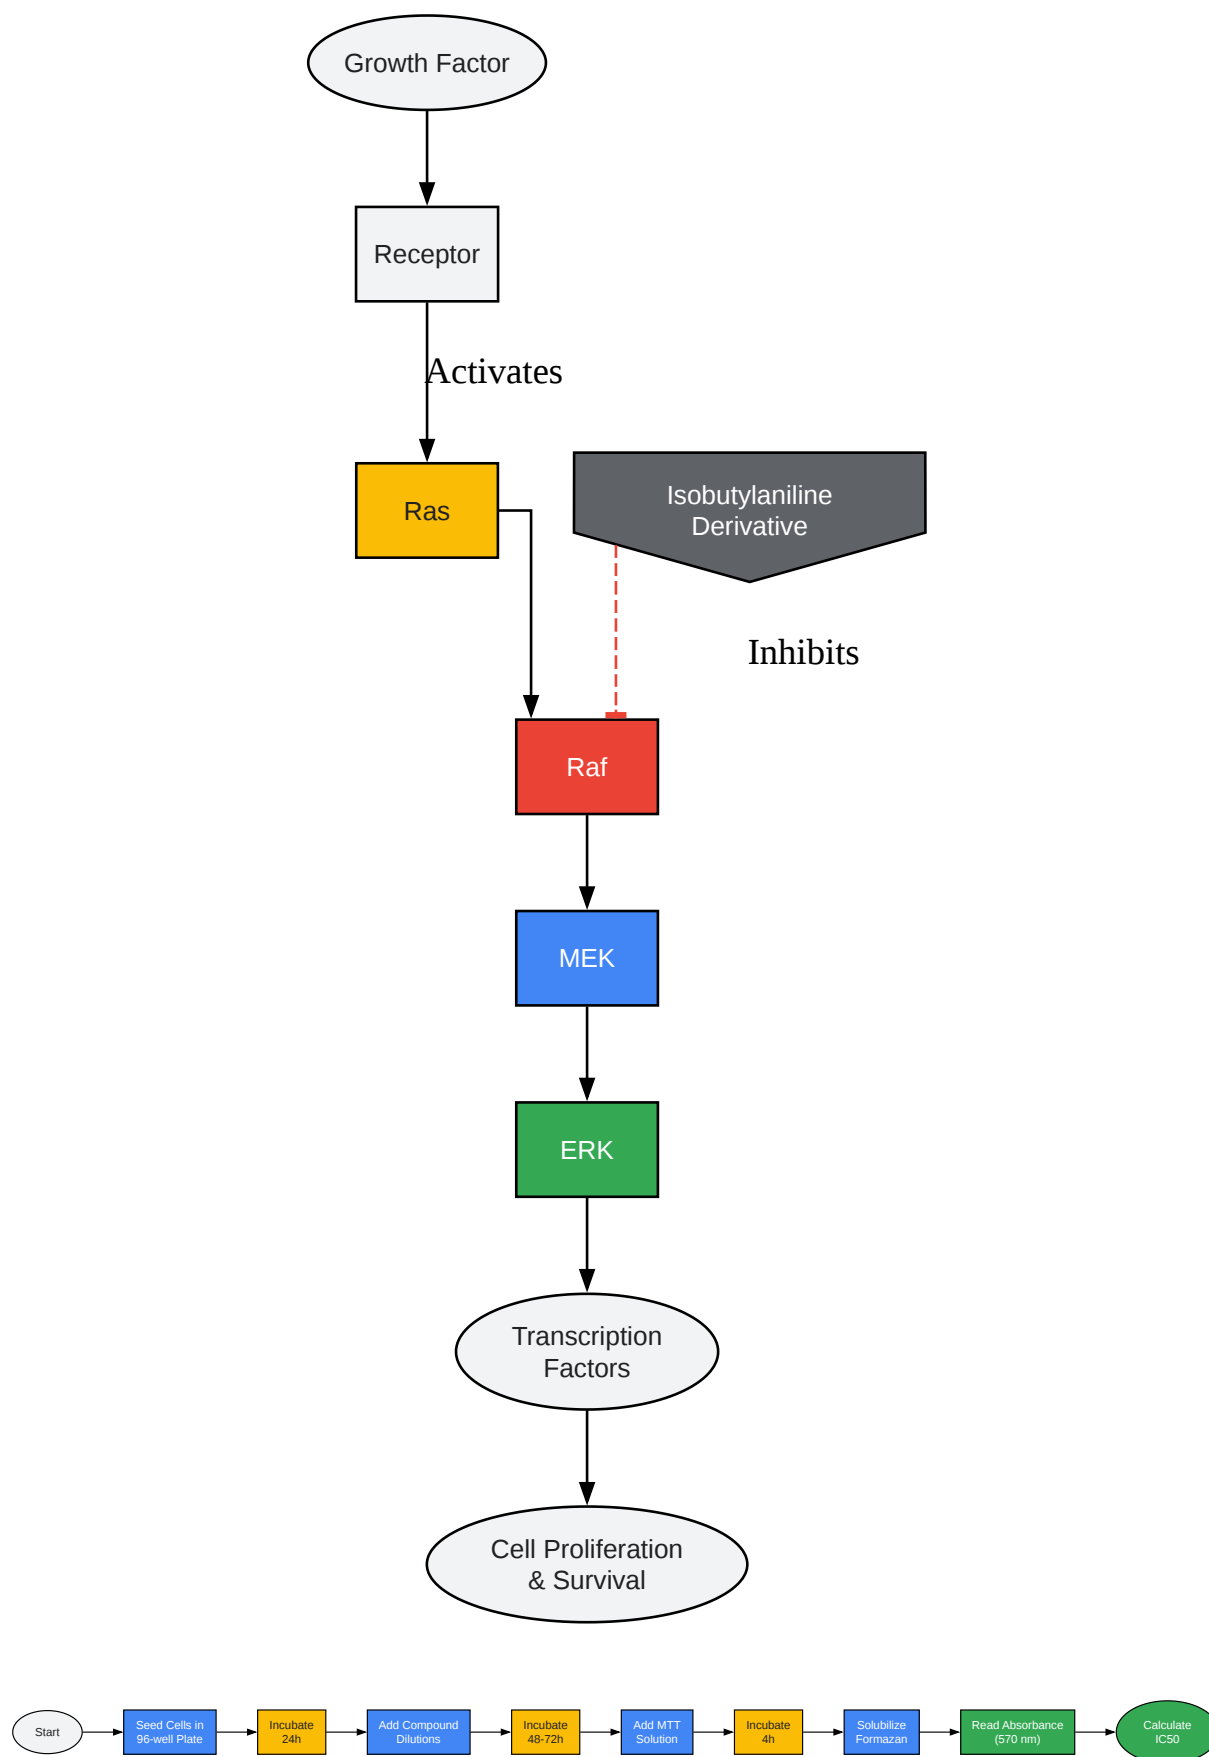 Growth Factor
Receptor
Activates
Ras
Isobutylaniline
Derivative
Inhibits
Raf
MEK
ERK
Transcription
Factors
Cell Proliferation
& Survival
Start
Seed Cells in
96-well Plate
Incubate
24h
Add Compound
Dilutions
Incubate
48-72h
Add MTT
Solution
Incubate
4h
Solubilize
Formazan
Read Absorbance
(570 nm)
Calculate
IC50